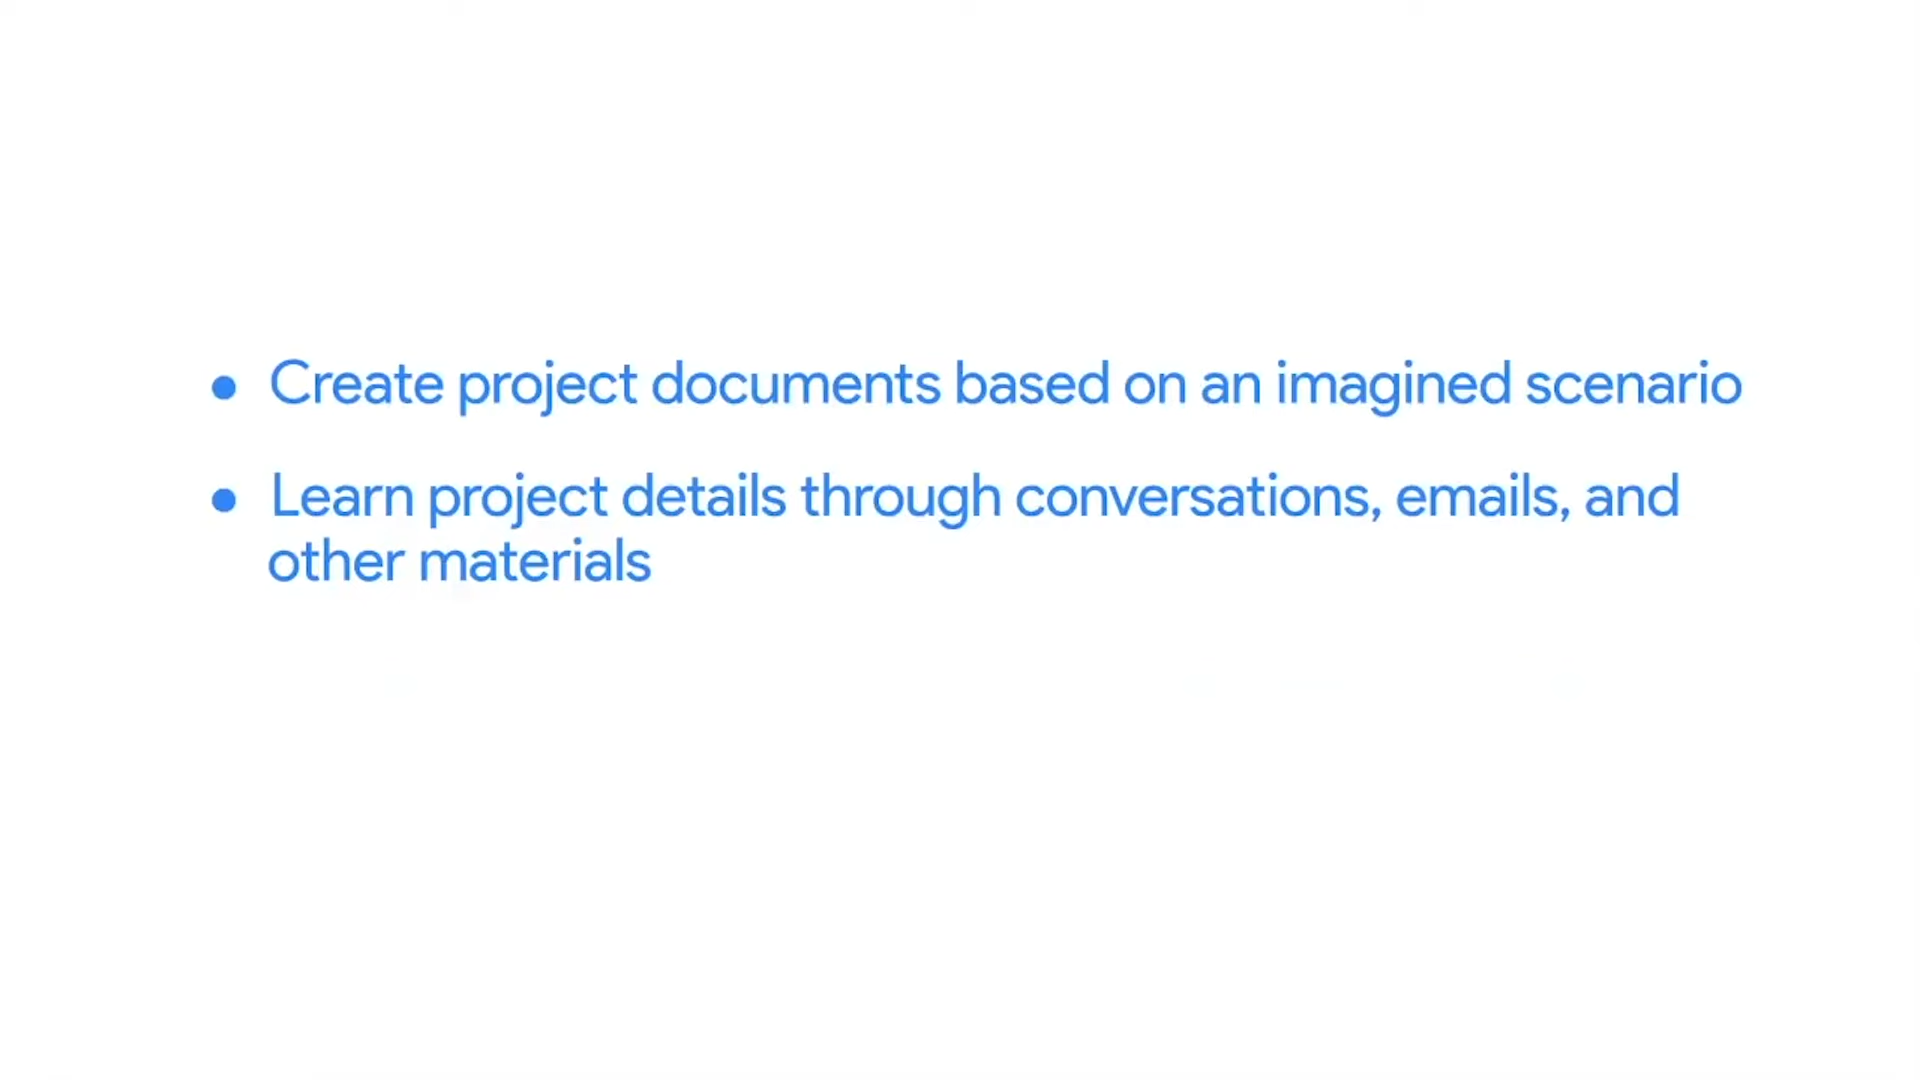 • Create project documents based on an imagined scenario
• Learn project details through conversations, emails, and
other materials